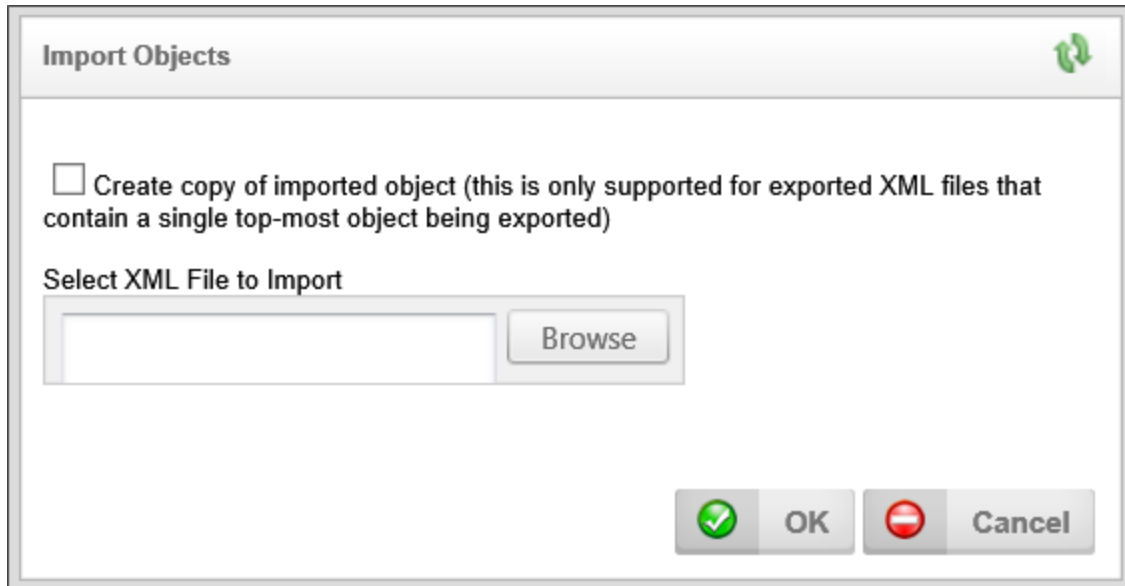 Import Objects
Create copy of imported object (this is only supported for exported XML files that
contain a single top-most object being exported)
Select XML File to Import
Browse
OK
Cancel